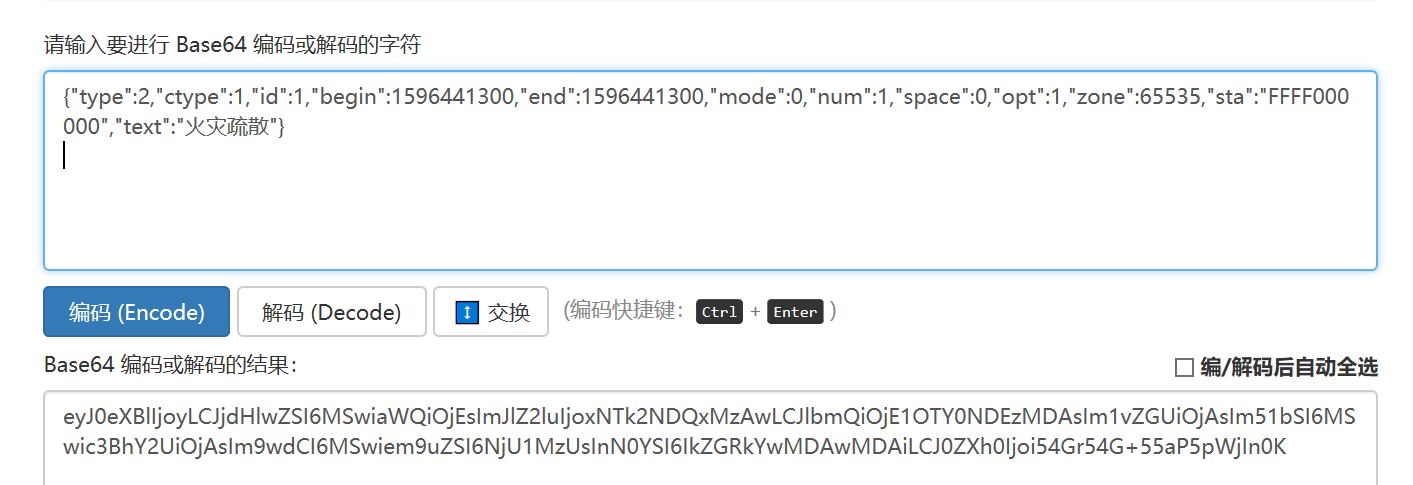 请输入要进行 Base64 编码或解码的字符
{"type":2,"ctype":1,"id":1,"begin":1596441300,"end":1596441300,"mode":0,"num":1,"space":0,"opt":1,"zone":65535,"sta":"FFFF000
000","text":"火灾疏散"}
编码 (Encode) 解码 (Decode) 交换 (编码快捷键: Ctrl + Enter )
Base64 编码或解码的结果: 编/解码后自动全选
eyJ0eXBlIjoyLCJjdHlwZSI6MSwiaWQiOjEsImJlZ2luIjoxNTk2NDQxMzAwLCJlbmQiOjE1OTY0NDEzMDAsIm1vZGUiOjAsIm51bSI6MS
wic3BhY2UiOjAsIm9wdCI6MSwiem9uZSI6NjU1MzUsInN0YSI6IkZGRkYwMDAwMDAiLCJ0ZXh0Ijoi54Gr54G+55aP5pWjIn0K